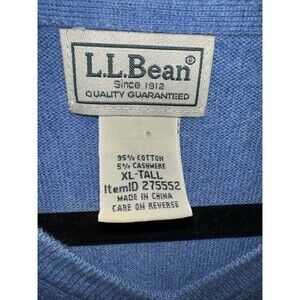 L.L.Bean®
Since 1912
QUALITY GUARANTEED
95% COTTON
5% CASHMERE
XL-TALL
ItemID 275552
MADE IN CHINA
CARE ON REVERSE